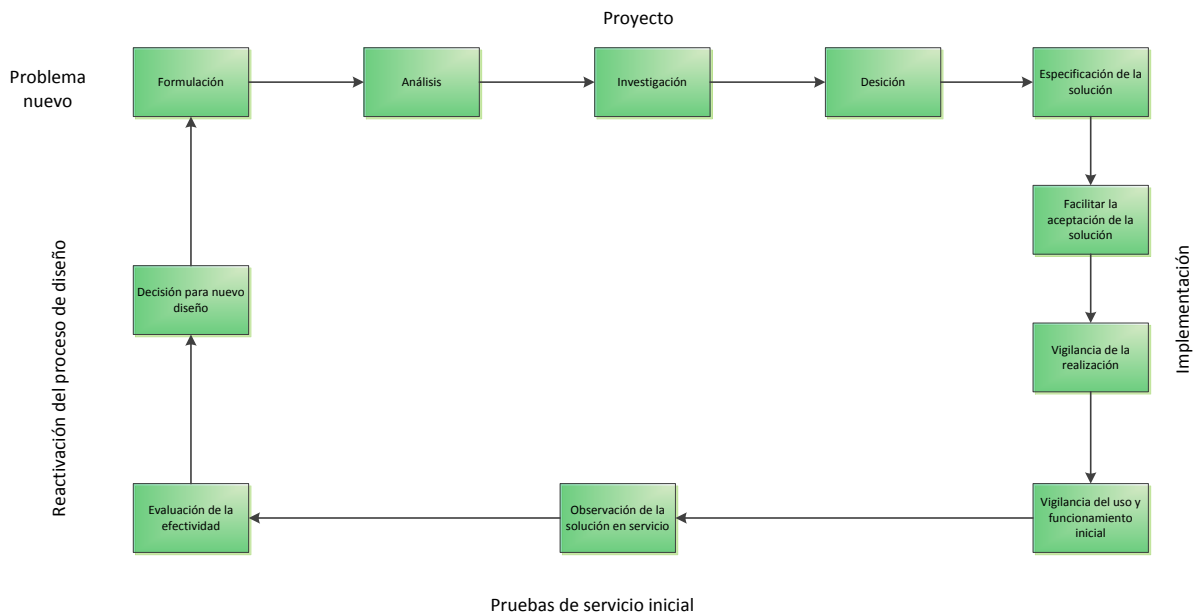 Proyecto
Problema
nuevo
Formulación
Análisis
Investigación
Desición
Especificación de la
solución
Facilitar la
aceptación de la
solución
Vigilancia de la
realización
Implementación
Vigilancia del uso y
funcionamiento
inicial
Observación de la
solución en servicio
Evaluación de la
efectividad
Decisión para nuevo
diseño
Reactivación del proceso de diseño
Pruebas de servicio inicial